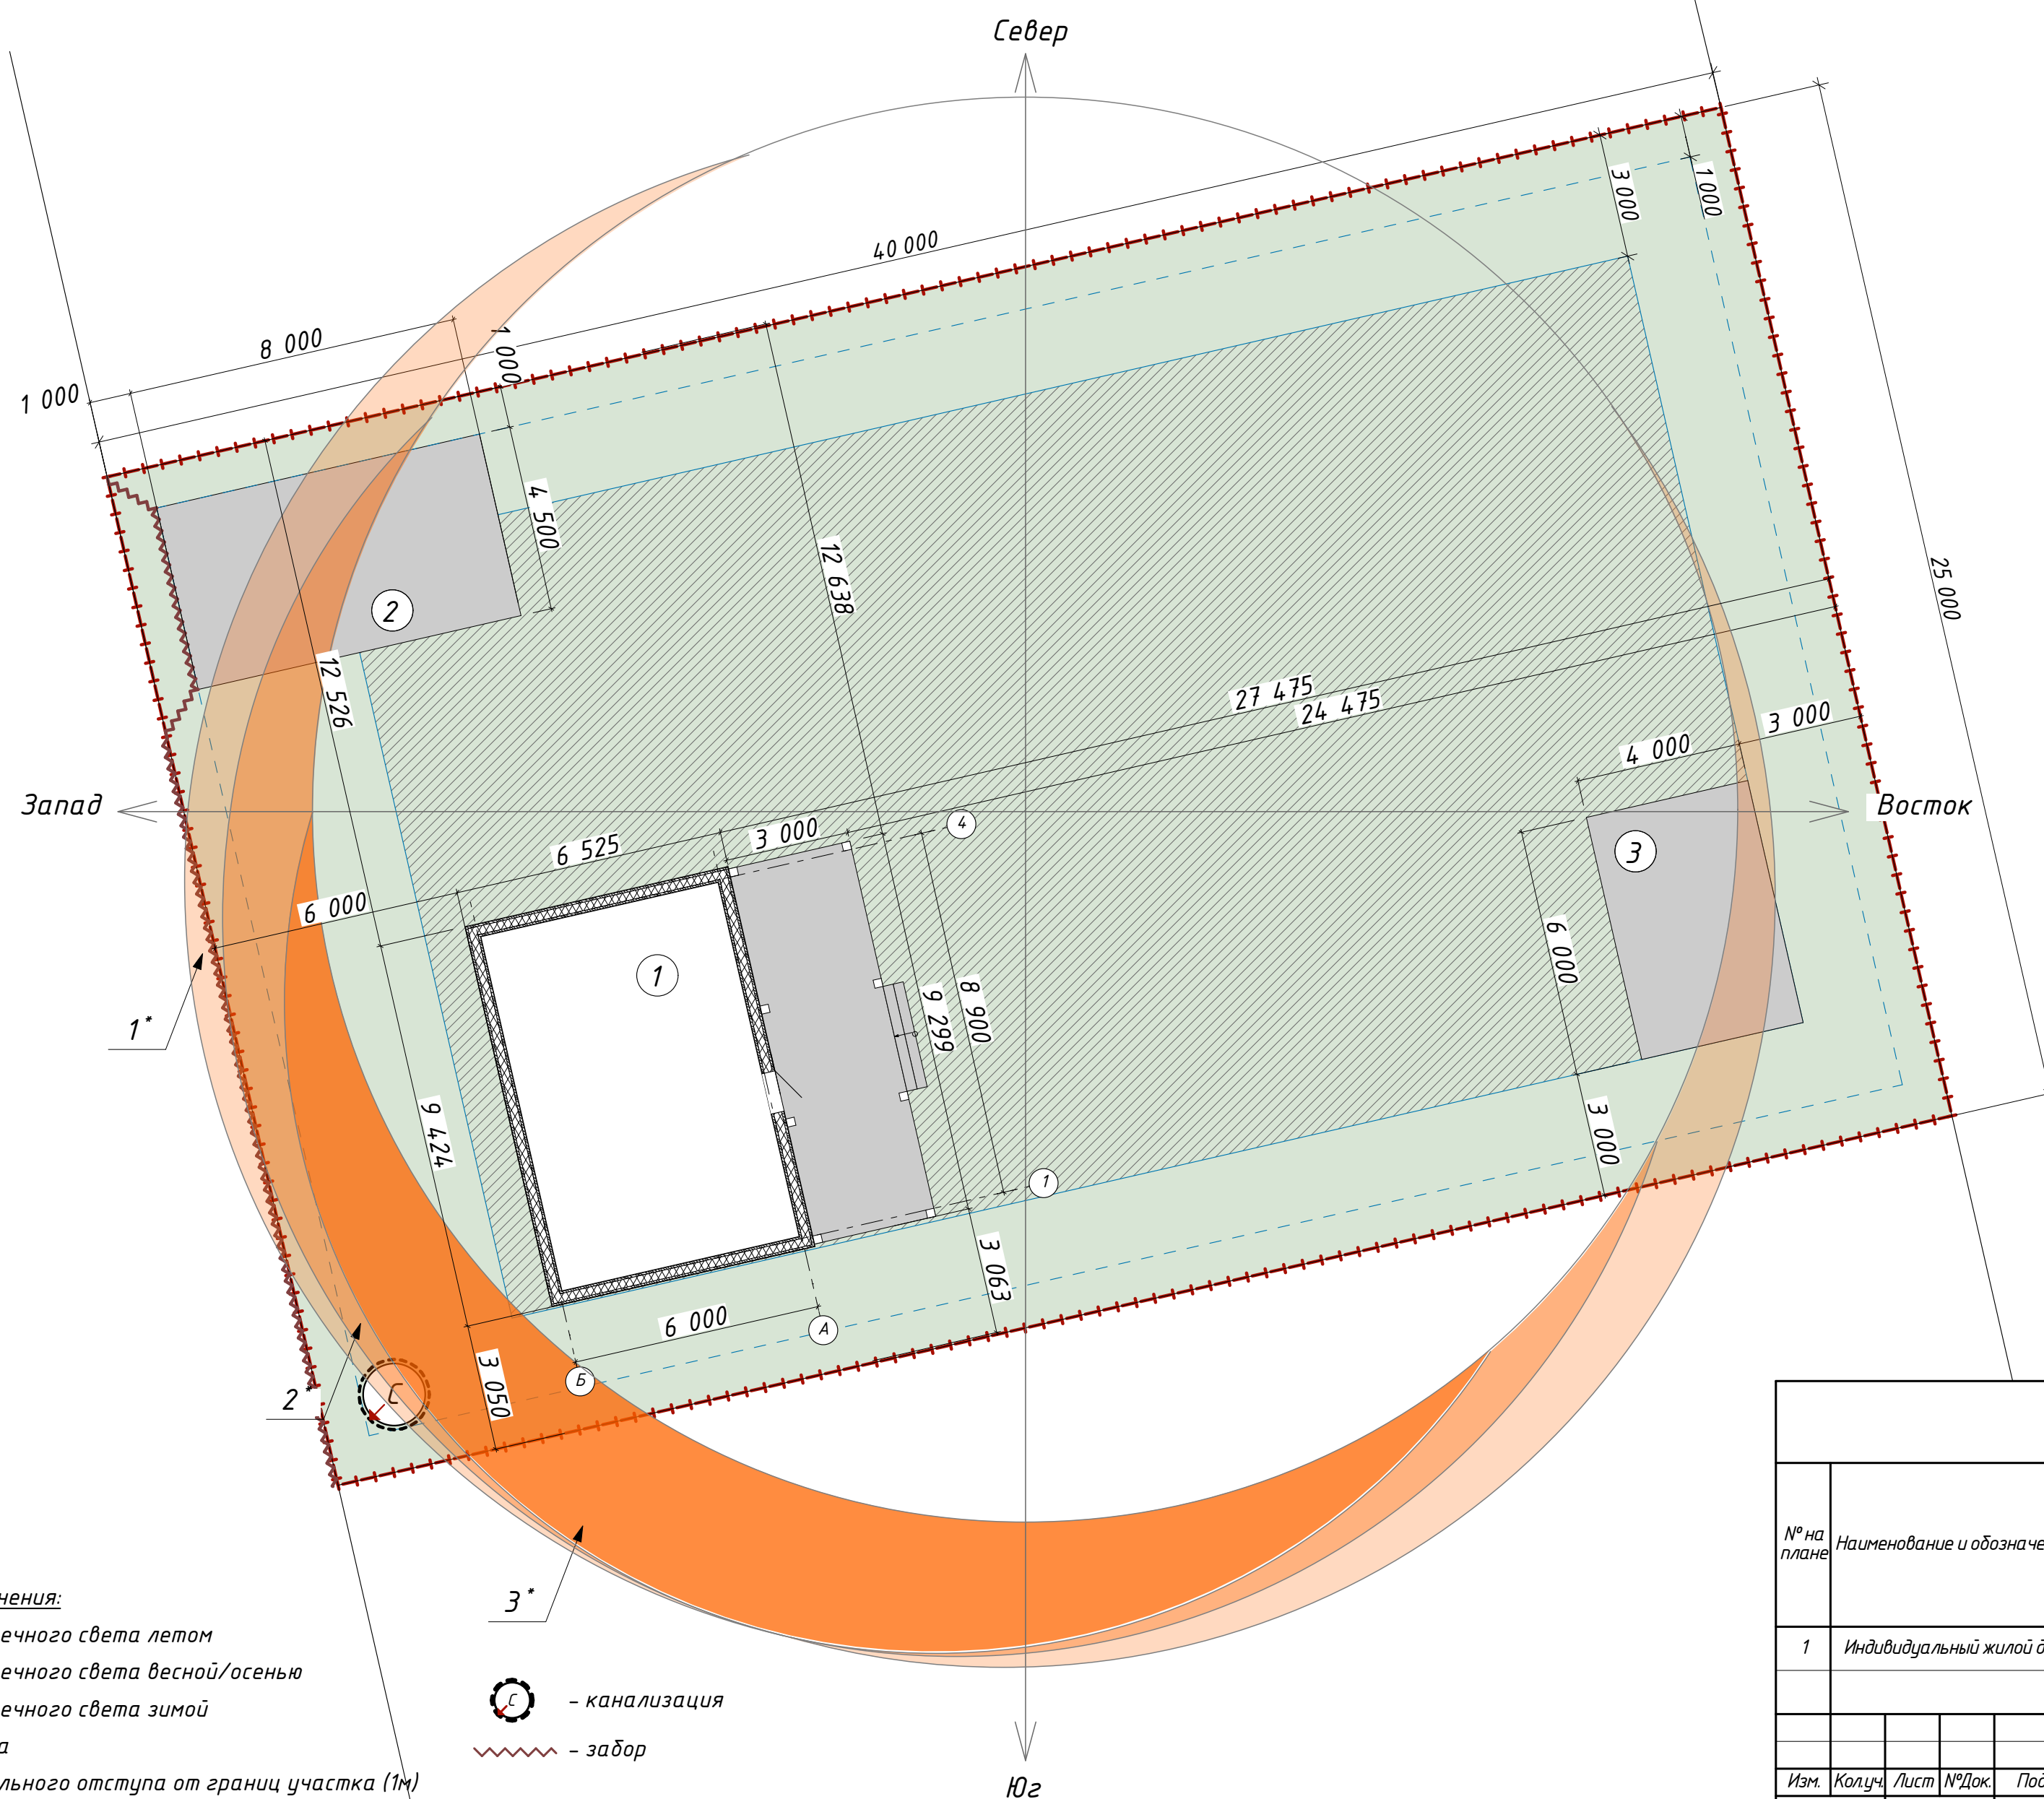 Север
40 000
3 000
1 000
8 000
1 000
1 000
4 500
2
12 638
12 526
25 000
27 475
24 475
3 000
4 000
Запад
Восток
6 525
3 000
4
3
6 000
1
6 000
8 900
9 299
1*
9 424
3 000
1
3 063
6 000
А
Б
3 050
2*
С
3*
№ на
плане
Наименование и обозначе
1
Индивидуальный жилой д
Изм.
Кол.уч.
Лист
№Док.
Под
чения:
ечного света летом
ечного света весной/осенью
ечного света зимой
а
льного отступа от границ участка (1м)
С
- канализация
- забор
Юг